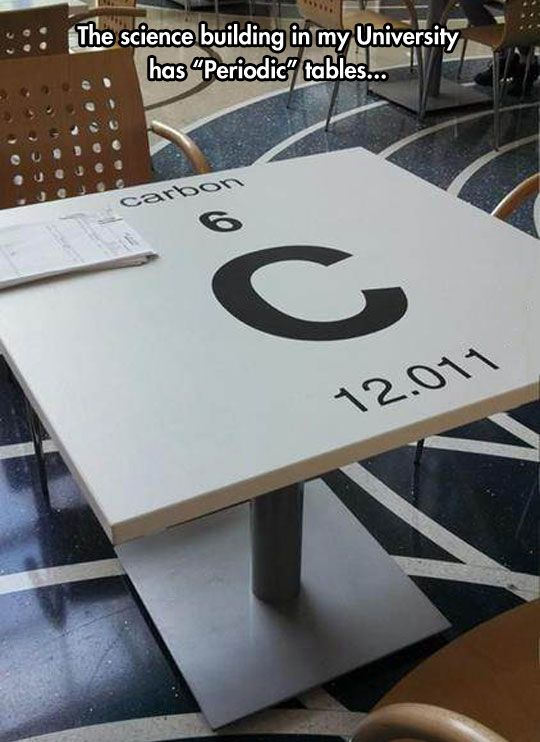 The science building in my University
has "Periodic" tables...
carbon
6
C
12.011